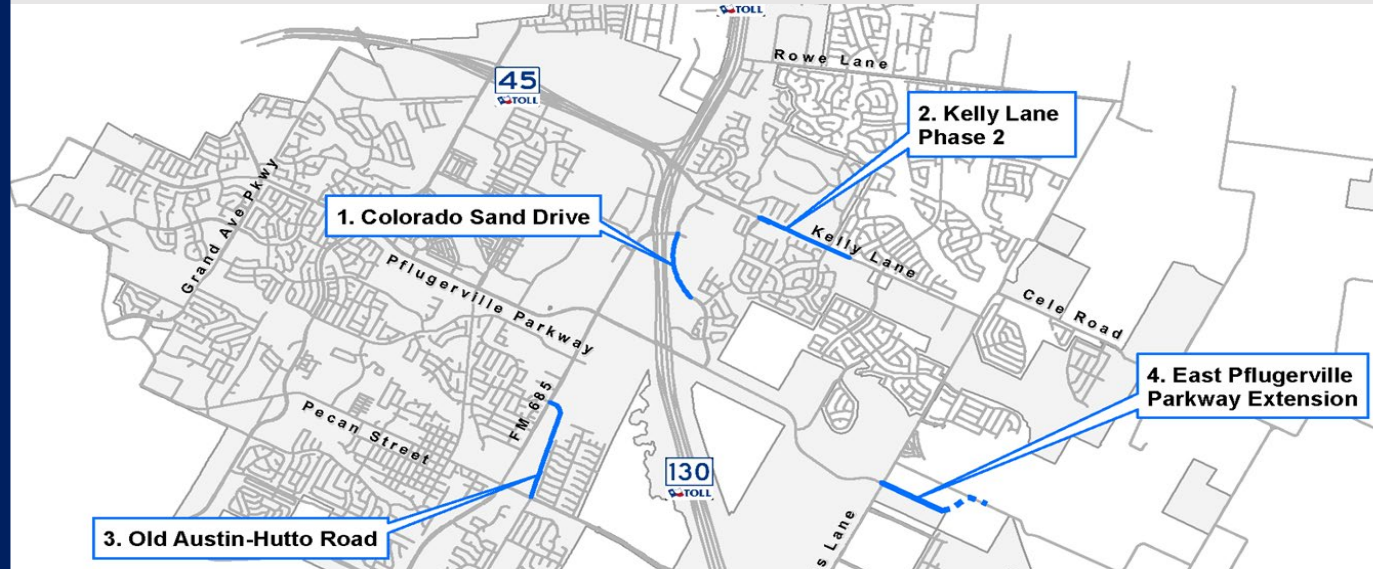 TOLL
Rowe Lane
45
TOLL
2. Kelly Lane
Phase 2
Grand Ave Pkwy
1. Colorado Sand Drive
Kelly Lane
Pflugerville Parkway
Cele Road
4. East Pflugerville
Parkway Extension
FM 685
Pecan Street
130
TOLL
3. Old Austin-Hutto Road
s Lane